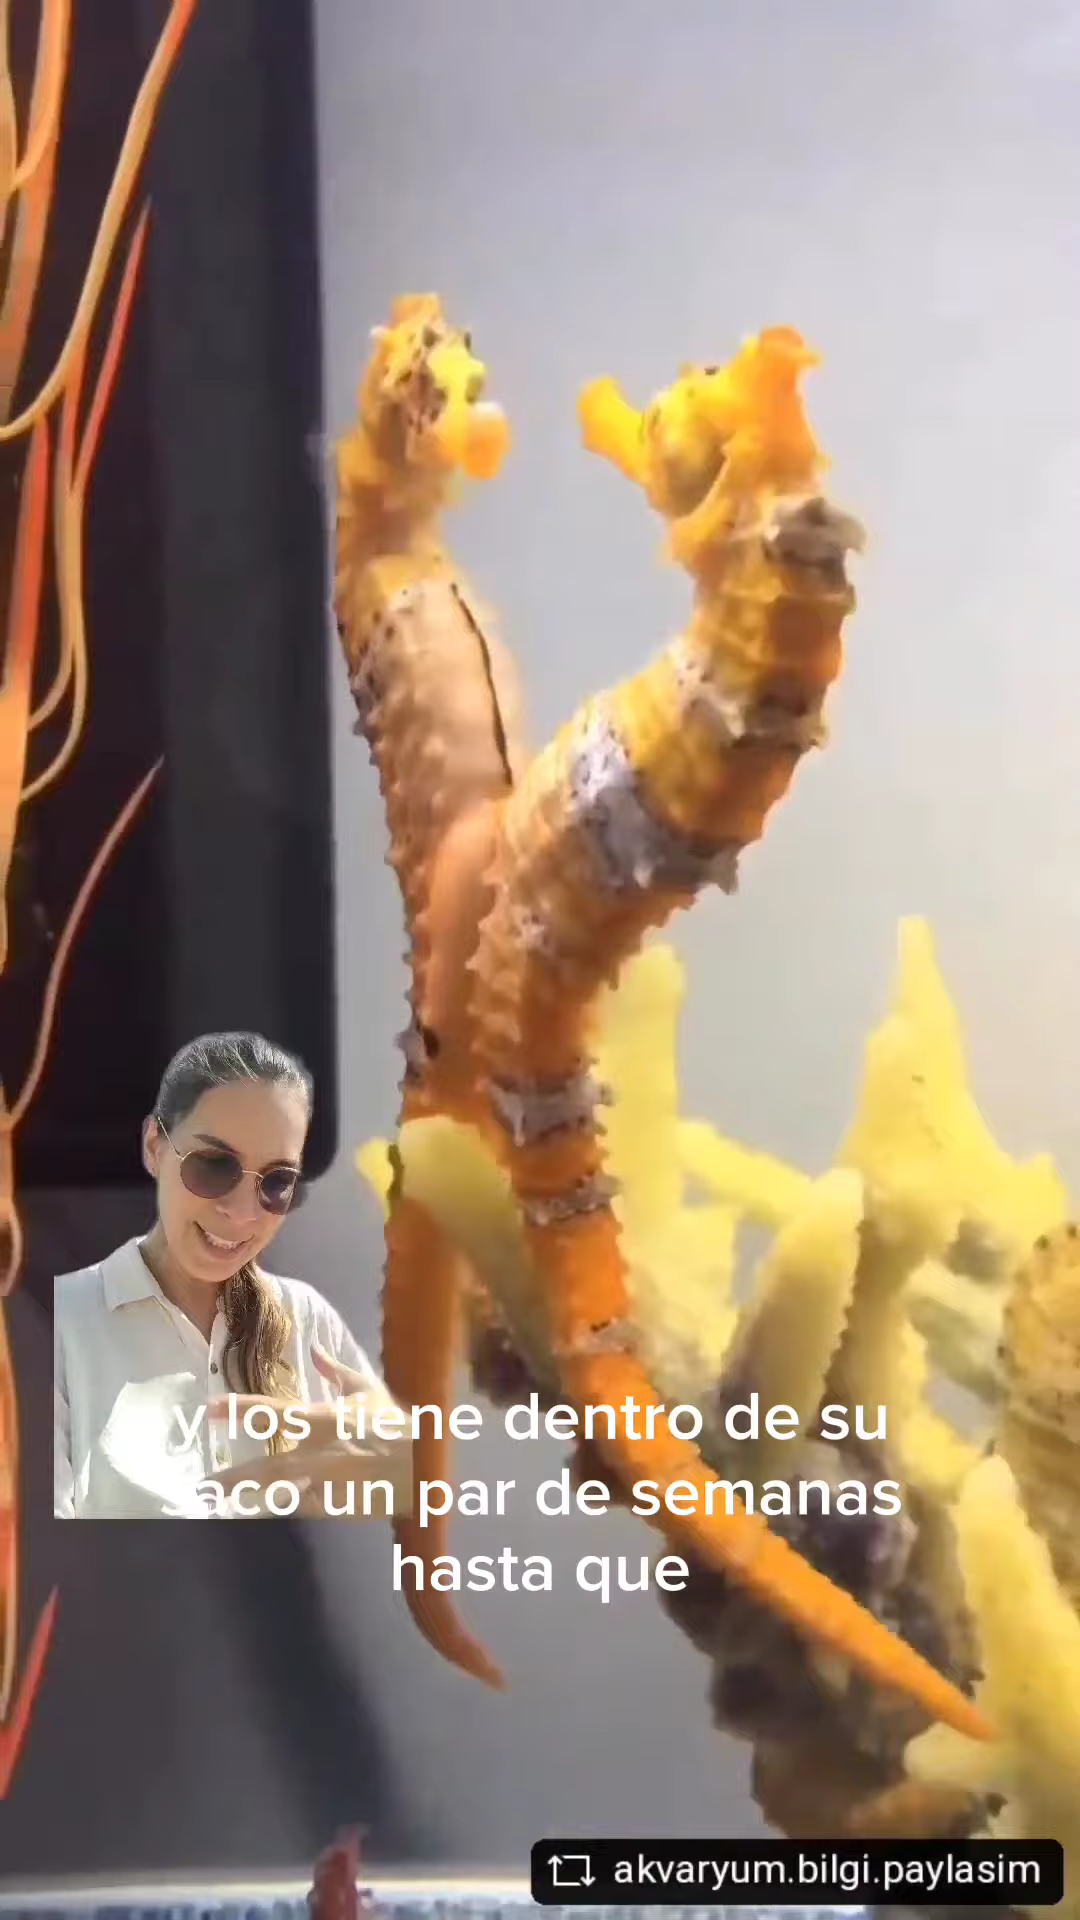 y los tiene dentro de su
saco un par de semanas
hasta que
akvaryum.bilgi.paylasim